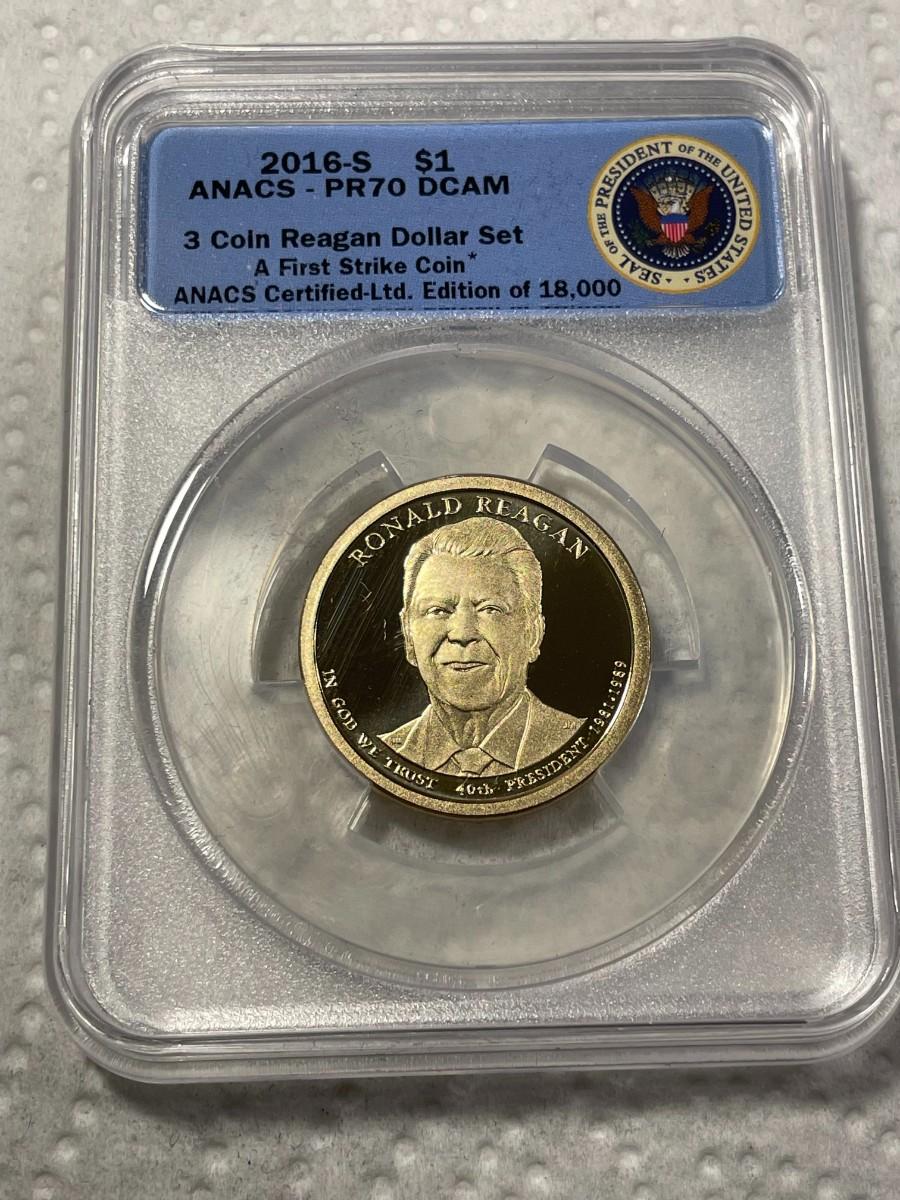 2016-S $1
ANACS - PR70 DCAM
3 Coin Reagan Dollar Set
A First Strike Coin*
ANACS Certified-Ltd. Edition of 18,000
SEAL OF THE PRESIDENT OF THE UNITED STATES
RONALD REAGAN
IN GOD WE TRUST 40th PRESIDENT 1981-1989